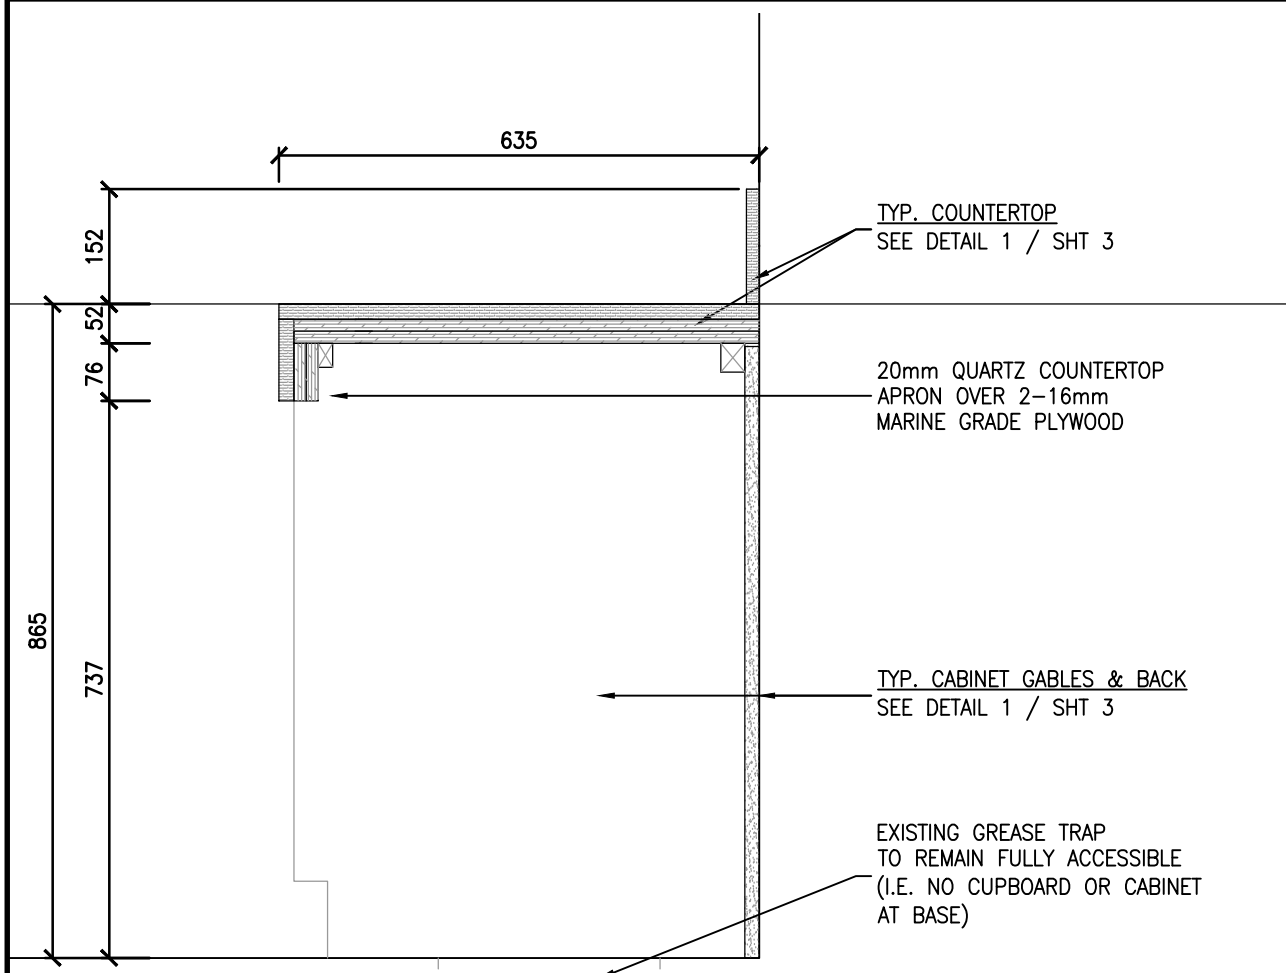 635
152
TYP. COUNTERTOP
SEE DETAIL 1 / SHT 3
52
76
20mm QUARTZ COUNTERTOP
APRON OVER 2-16mm
MARINE GRADE PLYWOOD
865
737
TYP. CABINET GABLES & BACK
SEE DETAIL 1 / SHT 3
EXISTING GREASE TRAP
TO REMAIN FULLY ACCESSIBLE
(I.E. NO CUPBOARD OR CABINET
AT BASE)